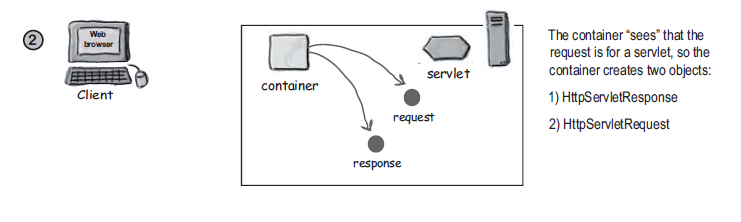 2
Web
browser
Client
container
servlet
request
response
The container “sees” that the
request is for a servlet, so the
container creates two objects:
1) HttpServletResponse
2) HttpServletRequest